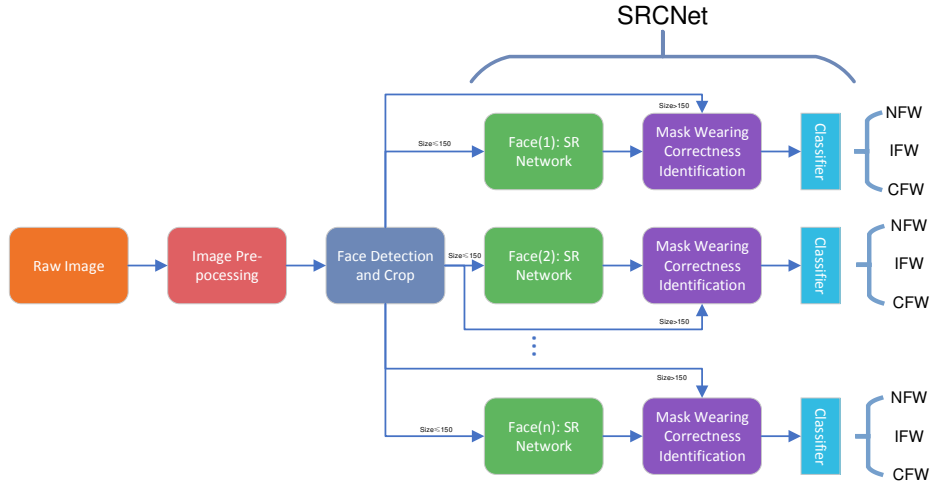 SRCNet
Size>150
Size≤150
Face(1): SR
Network
Mask Wearing
Correctness
Identification
Classifier
NFW
IFW
CFW
Raw Image
Image Pre-
pocessing
Face Detection
and Crop
Size≤150
Face(2): SR
Network
Mask Wearing
Correctness
Identification
Classifier
NFW
IFW
CFW
Size>150
...
Size>150
Size≤150
Face(n): SR
Network
Mask Wearing
Correctness
Identification
Classifier
NFW
IFW
CFW